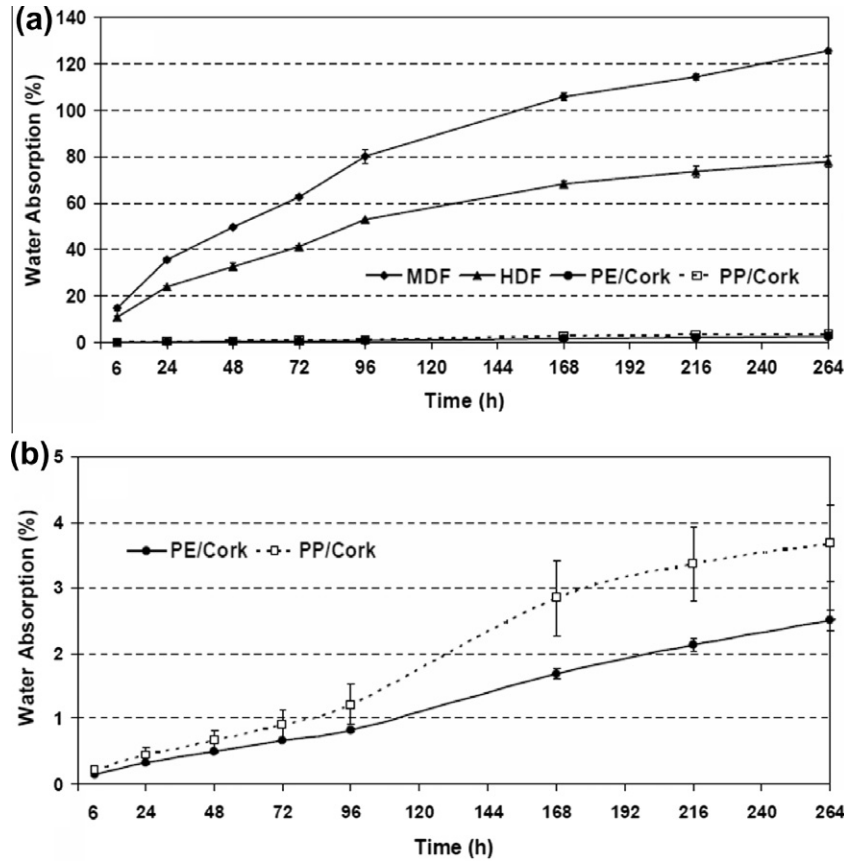 (a)
Water Absorption (%)
140
120
100
80
60
40
20
0
MDF HDF PE/Cork PP/Cork
6 24 48 72 96 120 144 168 192 216 240 264
Time (h)
(b)
Water Absorption (%)
5
4
3
2
1
0
PE/Cork PP/Cork
6 24 48 72 96 120 144 168 192 216 240 264
Time (h)